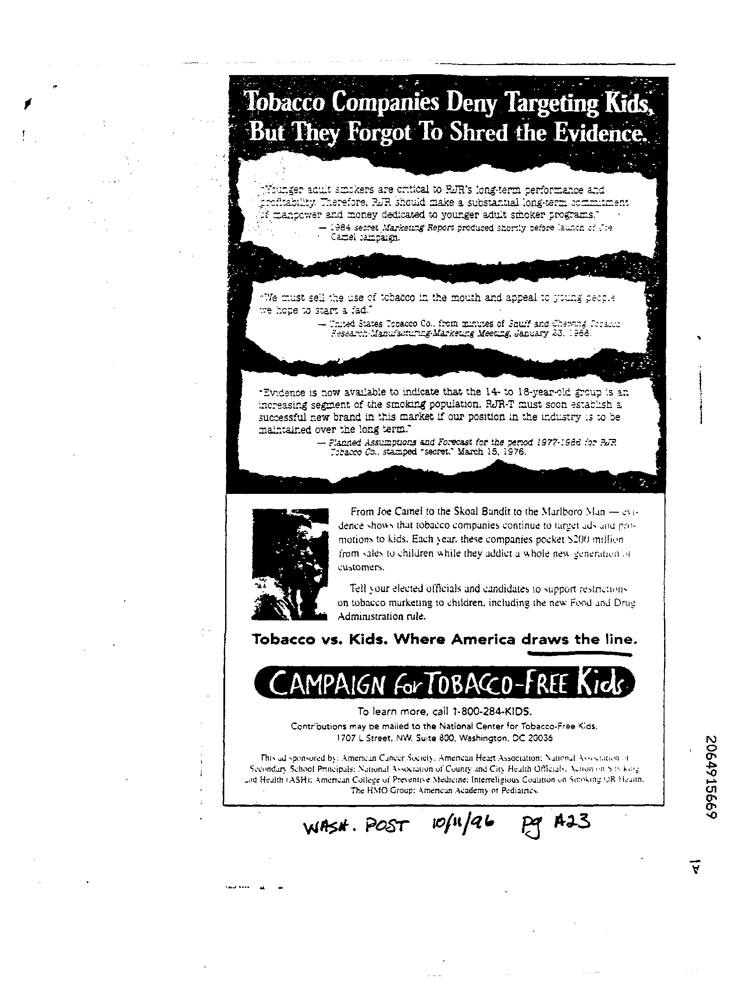 Tobacco Companies Deny Targeting Kids,
But They Forgot To Shred the Evidence.
"Younger adult smokers are critical to RJR's long-term performance and
profitability. Therefore, RJR should make a substantial long-term commitment
of manpower and money dedicated to younger adult smoker programs."
— 1984 secret Marketing Report produced shortly before launch of the
Camel campaign.
"We must sell the use of tobacco in the mouth and appeal to young people
we hope to start a fad."
— United States Tobacco Co., from minutes of Snuff and Chewing Tobacco
Research-Manufacturing-Marketing Meeting, January 23, 1968.
"Evidence is now available to indicate that the 14- to 18-year-old group is an
increasing segment of the smoking population. RJR-T must soon establish a
successful new brand in this market if our position in the industry is to be
maintained over the long term."
— Planned Assumptions and Forecast for the period 1977-1986 for RJR
Tobacco Co., stamped "secret." March 15, 1976.
From Joe Camel to the Skoal Bandit to the Marlboro Man — evi-
dence shows that tobacco companies continue to target ads and pro-
motions to kids. Each year, these companies pocket $200 million
from sales to children while they addict a whole new generation of
customers.
Tell your elected officials and candidates to support restrictions
on tobacco marketing to children, including the new Food and Drug
Administration rule.
Tobacco vs. Kids. Where America draws the line.
CAMPAIGN for TOBACCO-FREE Kids
To learn more, call 1-800-284-KIDS.
Contributions may be mailed to the National Center for Tobacco-Free Kids,
1707 L Street, NW, Suite 800, Washington, DC 20036
This ad sponsored by: American Cancer Society; American Heart Association; National Association of
Secondary School Principals; National Association of County and City Health Officials; Action on Smoking
and Health (ASH); American College of Preventive Medicine; Interreligious Coalition on Smoking OR Health;
The HMO Group; American Academy of Pediatrics.
WASH. POST 10/11/96 pg A23
2064915669
A